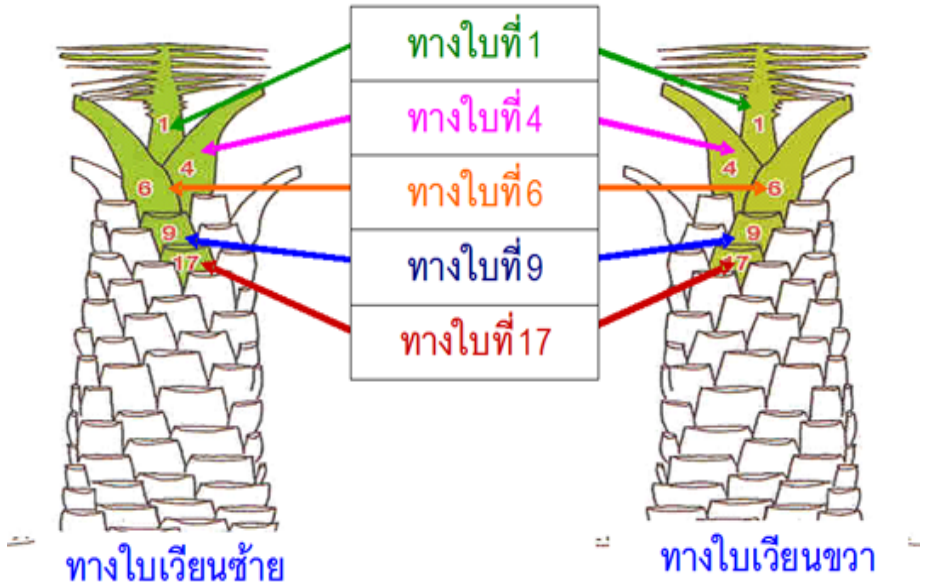 ทางใบที่ 1
ทางใบที่ 4
ทางใบที่ 6
ทางใบที่ 9
ทางใบที่ 17
1
4
6
9
17
1
4
6
9
17
ทางใบเวียนซ้าย
ทางใบเวียนขวา